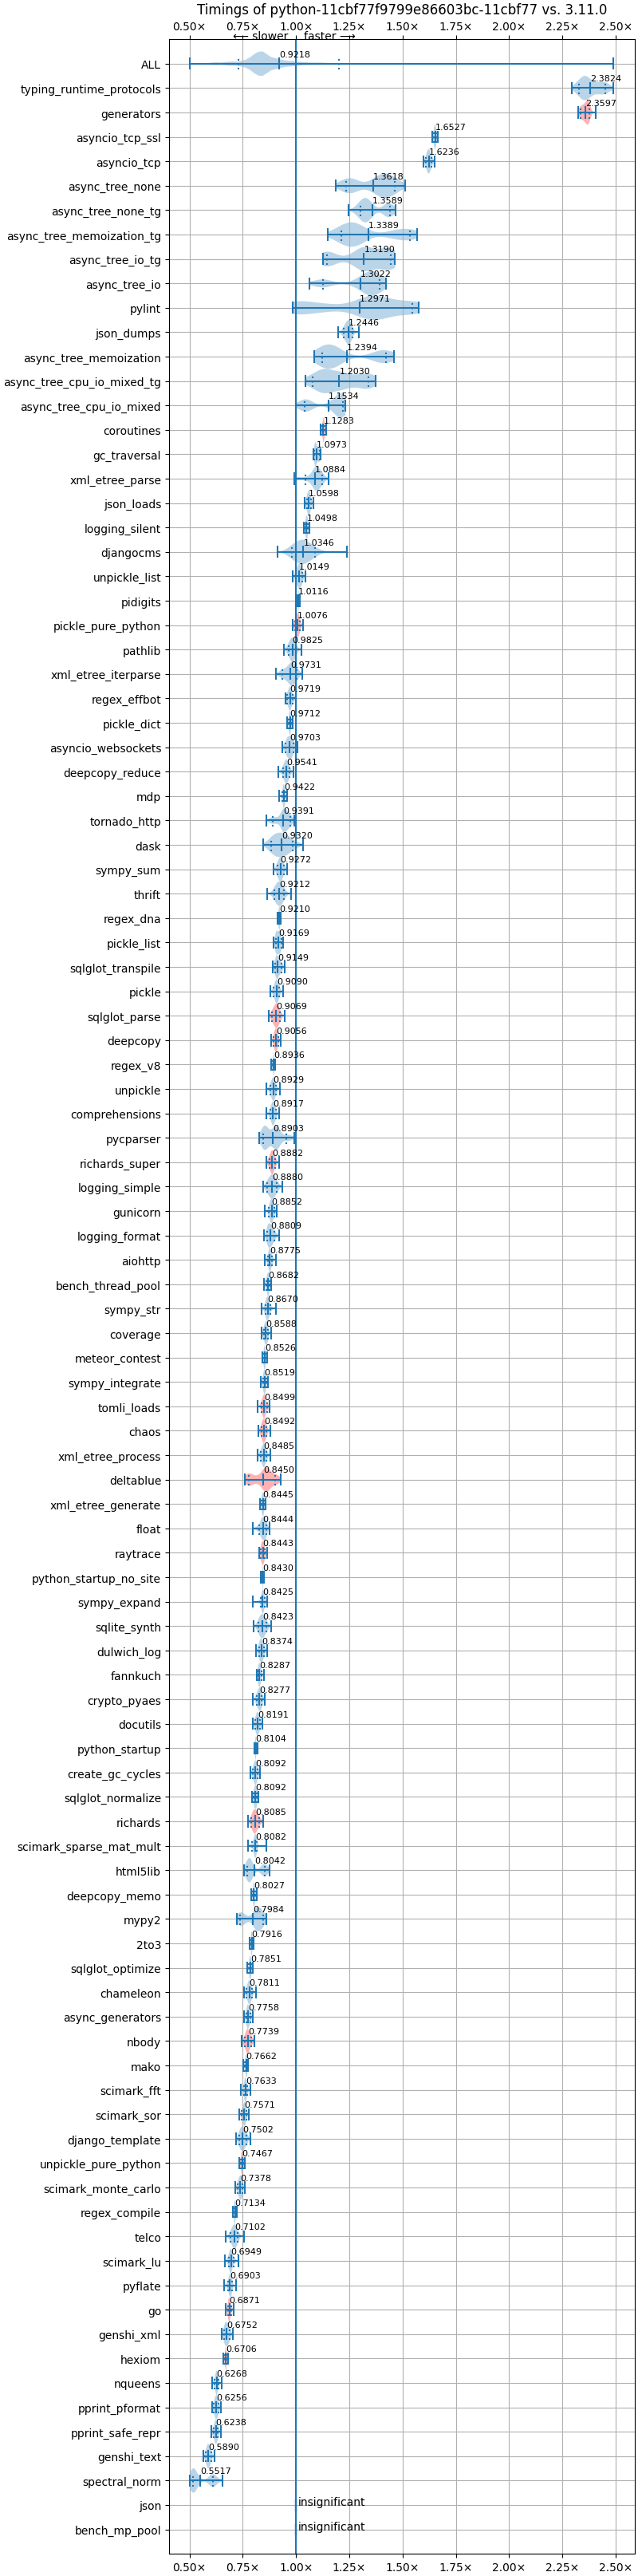 Timings of python-11cbf77f9799e86603bc-11cbf77 vs. 3.11.0
0.50× 0.75× 1.00× 1.25× 1.50× 1.75× 2.00× 2.25× 2.50×
← slower faster →
ALL 0.9218
typing_runtime_protocols 2.3824
generators 2.3597
asyncio_tcp_ssl 1.6527
asyncio_tcp 1.6236
async_tree_none 1.3618
async_tree_none_tg 1.3589
async_tree_memoization_tg 1.3389
async_tree_io_tg 1.3190
async_tree_io 1.3022
pylint 1.2971
json_dumps 1.2446
async_tree_memoization 1.2394
async_tree_cpu_io_mixed_tg 1.2030
async_tree_cpu_io_mixed 1.1534
coroutines 1.1283
gc_traversal 1.0973
xml_etree_parse 1.0884
json_loads 1.0598
logging_silent 1.0498
djangocms 1.0346
unpickle_list 1.0149
pidigits 1.0116
pickle_pure_python 1.0076
pathlib 0.9825
xml_etree_iterparse 0.9731
regex_effbot 0.9719
pickle_dict 0.9712
asyncio_websockets 0.9703
deepcopy_reduce 0.9541
mdp 0.9422
tornado_http 0.9391
dask 0.9320
sympy_sum 0.9272
thrift 0.9212
regex_dna 0.9210
pickle_list 0.9169
sqlglot_transpile 0.9149
pickle 0.9090
sqlglot_parse 0.9069
deepcopy 0.9056
regex_v8 0.8936
unpickle 0.8929
comprehensions 0.8917
pycparser 0.8903
richards_super 0.8882
logging_simple 0.8880
gunicorn 0.8852
logging_format 0.8809
aiohttp 0.8775
bench_thread_pool 0.8682
sympy_str 0.8670
coverage 0.8588
meteor_contest 0.8526
sympy_integrate 0.8519
tomli_loads 0.8499
chaos 0.8492
xml_etree_process 0.8485
deltablue 0.8450
xml_etree_generate 0.8445
float 0.8444
raytrace 0.8443
python_startup_no_site 0.8430
sympy_expand 0.8425
sqlite_synth 0.8423
dulwich_log 0.8374
fannkuch 0.8287
crypto_pyaes 0.8277
docutils 0.8191
python_startup 0.8104
create_gc_cycles 0.8092
sqlglot_normalize 0.8092
richards 0.8085
scimark_sparse_mat_mult 0.8082
html5lib 0.8042
deepcopy_memo 0.8027
mypy2 0.7984
2to3 0.7916
sqlglot_optimize 0.7851
chameleon 0.7811
async_generators 0.7758
nbody 0.7739
mako 0.7662
scimark_fft 0.7633
scimark_sor 0.7571
django_template 0.7502
unpickle_pure_python 0.7467
scimark_monte_carlo 0.7378
regex_compile 0.7134
telco 0.7102
scimark_lu 0.6949
pyflate 0.6903
go 0.6871
genshi_xml 0.6752
hexiom 0.6706
nqueens 0.6268
pprint_pformat 0.6256
pprint_safe_repr 0.6238
genshi_text 0.5890
spectral_norm 0.5517
json insignificant
bench_mp_pool insignificant
0.50× 0.75× 1.00× 1.25× 1.50× 1.75× 2.00× 2.25× 2.50×